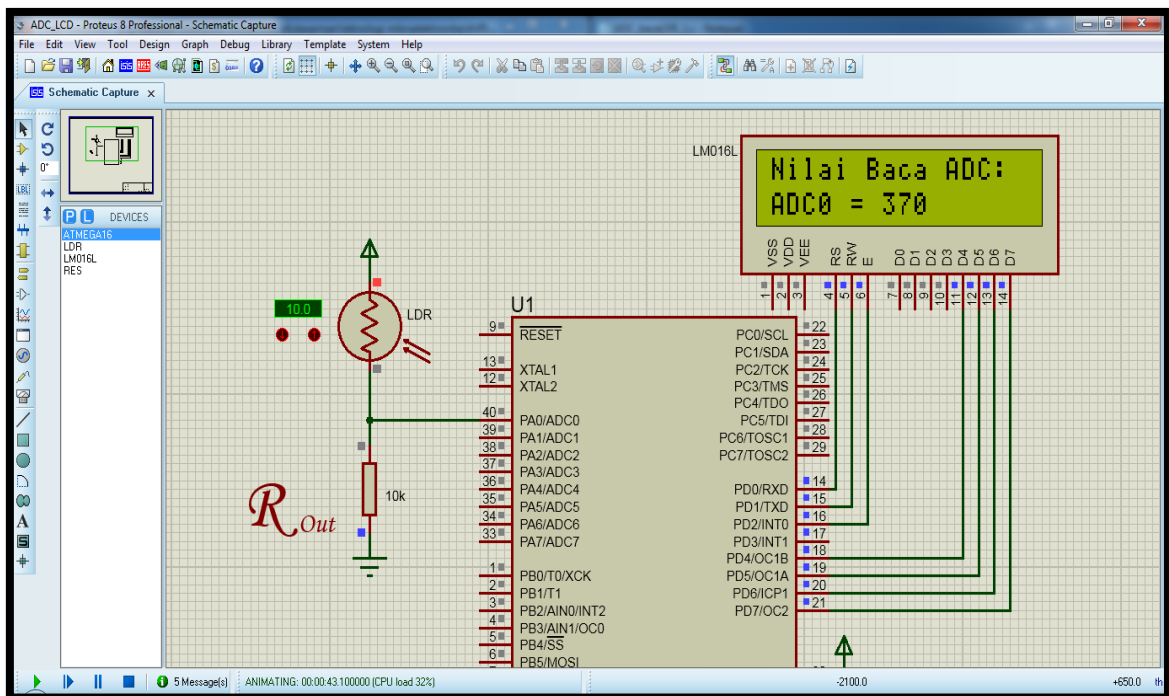 ADC_LCD - Proteus 8 Professional - Schematic Capture
File Edit View Tool Design Graph Debug Library Template System Help
Schematic Capture x
0°
P L DEVICES
ATMEGA16
LDR
LM016L
RES
LM016L
Nilai Baca ADC:
ADC0 = 370
VSS VDD VEE RS RW E D0 D1 D2 D3 D4 D5 D6 D7
1 2 3 4 5 6 7 8 9 10 11 12 13 14
10.0
LDR
U1
9 RESET PC0/SCL 22
PC1/SDA 23
13 XTAL1 PC2/TCK 24
12 XTAL2 PC3/TMS 25
PC4/TDO 26
40 PA0/ADC0 PC5/TDI 27
39 PA1/ADC1 PC6/TOSC1 28
38 PA2/ADC2 PC7/TOSC2 29
37 PA3/ADC3
36 PA4/ADC4 PD0/RXD 14
35 PA5/ADC5 PD1/TXD 15
34 PA6/ADC6 PD2/INT0 16
33 PA7/ADC7 PD3/INT1 17
PD4/OC1B 18
1 PB0/T0/XCK PD5/OC1A 19
2 PB1/T1 PD6/ICP1 20
3 PB2/AIN0/INT2 PD7/OC2 21
4 PB3/AIN1/OC0
5 PB4/SS
6 PB5/MOSI
10k
R Out
5 Message(s) ANIMATING: 00:00:43.100000 (CPU load 32%) -2100.0 +650.0 th